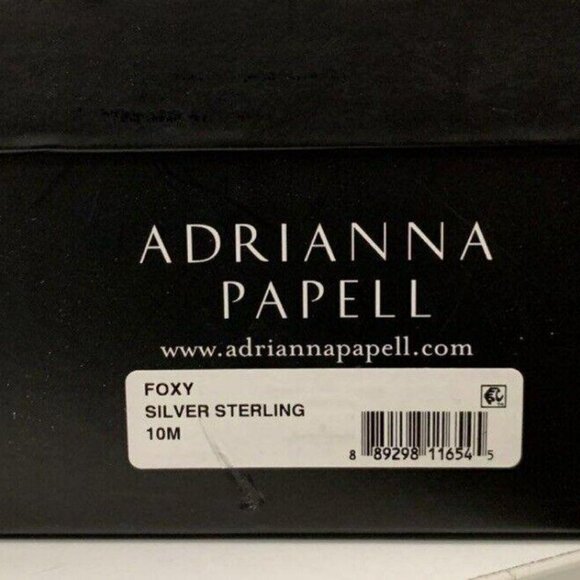 ADRIANNA
PAPELL
www.adriannapapell.com
FOXY
SILVER STERLING
10M
8 89298 11654 5